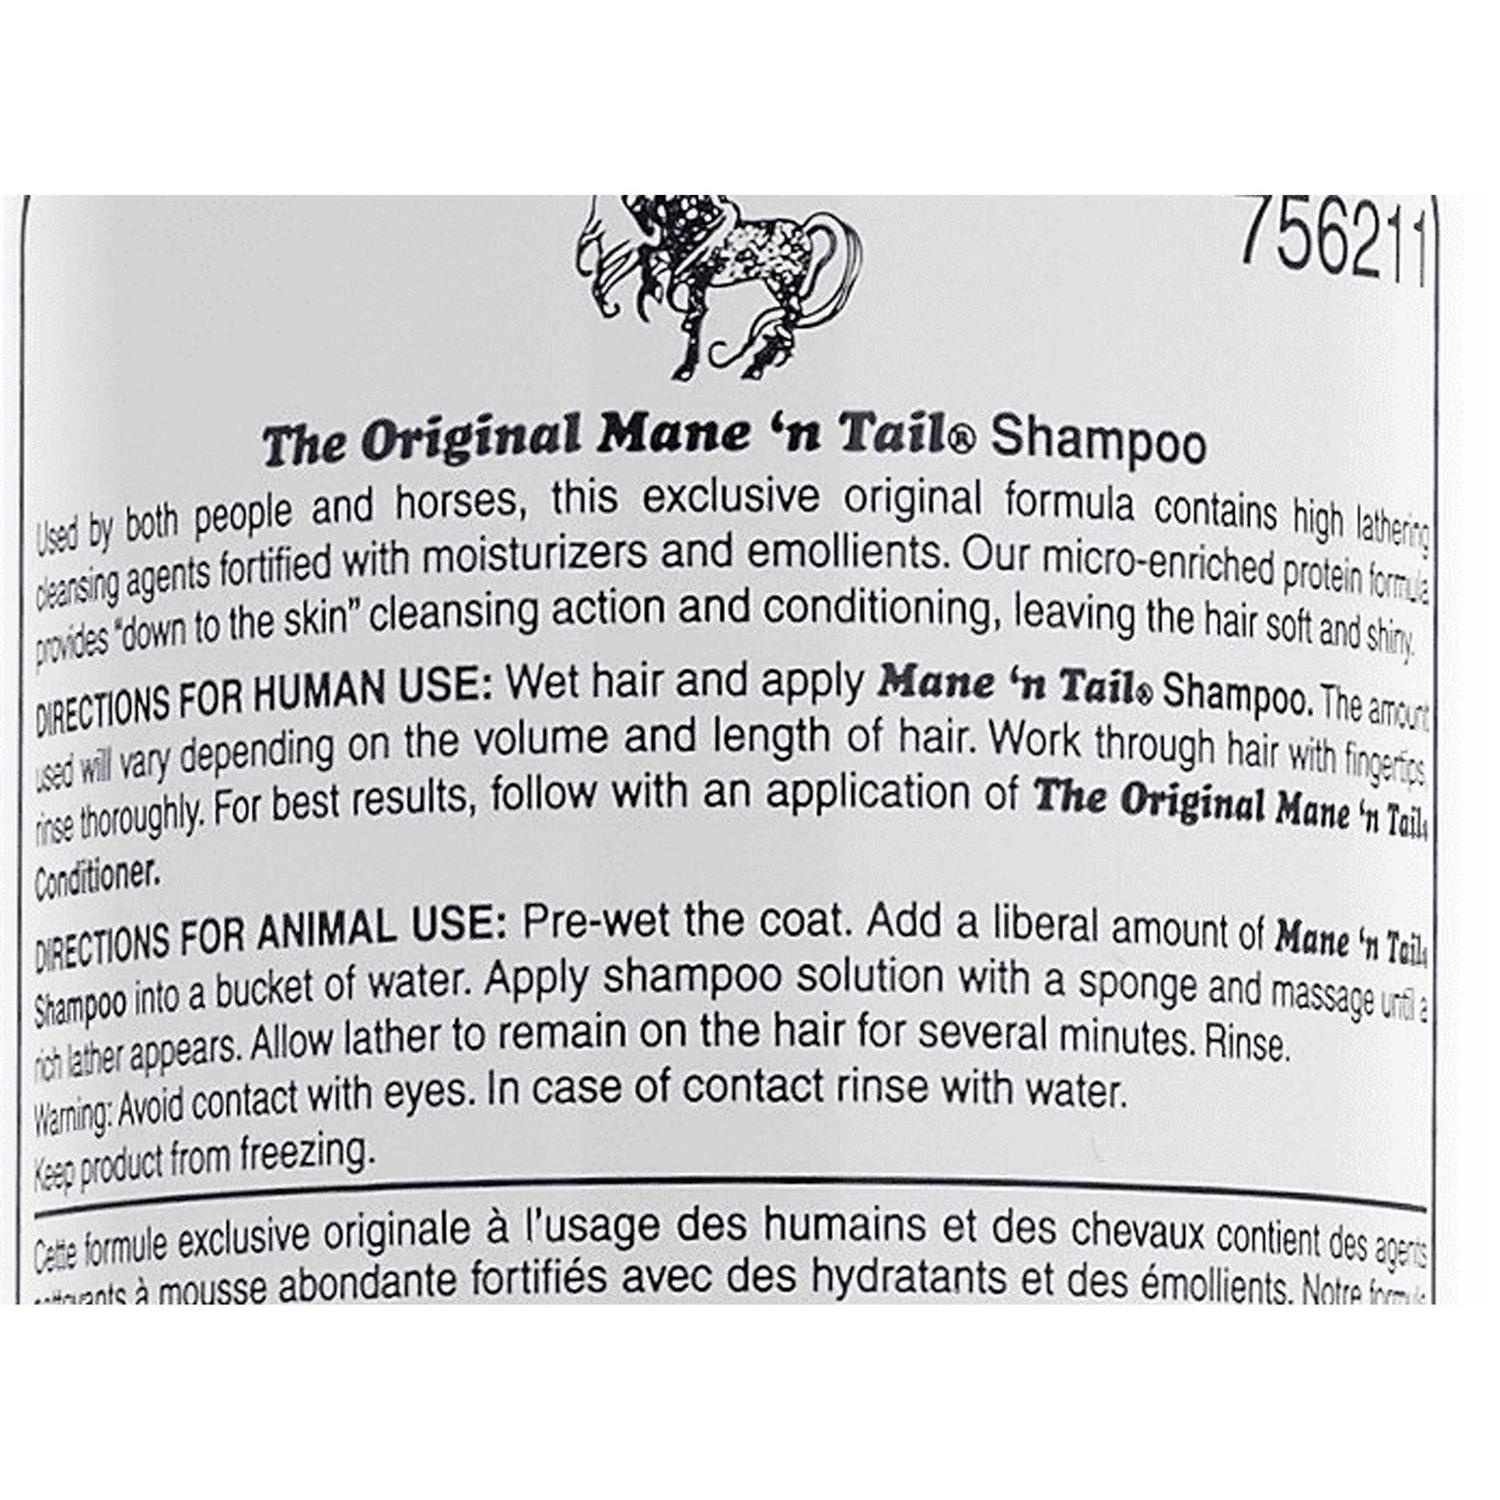 756211
The Original Mane ‘n Tail® Shampoo
Used by both people and horses, this exclusive original formula contains high lathering
cleansing agents fortified with moisturizers and emollients. Our micro-enriched protein formula
provides “down to the skin” cleansing action and conditioning, leaving the hair soft and shiny.
DIRECTIONS FOR HUMAN USE: Wet hair and apply Mane ‘n Tail® Shampoo. The amount
used will vary depending on the volume and length of hair. Work through hair with fingertips
rinse thoroughly. For best results, follow with an application of The Original Mane ‘n Tail®
Conditioner.
DIRECTIONS FOR ANIMAL USE: Pre-wet the coat. Add a liberal amount of Mane ‘n Tail®
Shampoo into a bucket of water. Apply shampoo solution with a sponge and massage until a
rich lather appears. Allow lather to remain on the hair for several minutes. Rinse.
Warning: Avoid contact with eyes. In case of contact rinse with water.
Keep product from freezing.
Cette formule exclusive originale à l'usage des humains et des chevaux contient des agents
à mousse abondante fortifiés avec des hydratants et des émollients. Notre formule